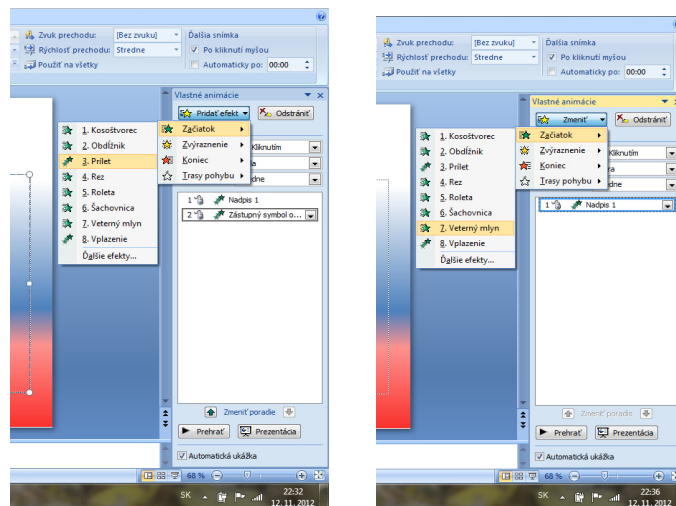 Zvuk prechodu: [Bez zvuku]
Rýchlosť prechodu: Stredne
Použiť na všetky
Ďalšia snímka
Po kliknutí myšou
Automaticky po: 00:00
Vlastné animácie
Pridať efekt
Odstrániť
Začiatok
Zvýraznenie
Koniec
Trasy pohybu
Kliknutím
1. Kosoštvorec
2. Obdĺžnik
3. Prílet
4. Rez
5. Roleta
6. Šachovnica
7. Veterný mlyn
8. Vplazenie
Ďalšie efekty...
1 Nadpis 1
2 Zástupný symbol o...
Zmeniť poradie
Prehrať
Prezentácia
Automatická ukážka
68 %
SK
22:32
12. 11. 2012
Zvuk prechodu: [Bez zvuku]
Rýchlosť prechodu: Stredne
Použiť na všetky
Ďalšia snímka
Po kliknutí myšou
Automaticky po: 00:00
Vlastné animácie
Zmeniť
Odstrániť
Začiatok
Zvýraznenie
Koniec
Trasy pohybu
Kliknutím
1. Kosoštvorec
2. Obdĺžnik
3. Prílet
4. Rez
5. Roleta
6. Šachovnica
7. Veterný mlyn
8. Vplazenie
Ďalšie efekty...
1 Nadpis 1
Zmeniť poradie
Prehrať
Prezentácia
Automatická ukážka
68 %
SK
22:36
12. 11. 2012